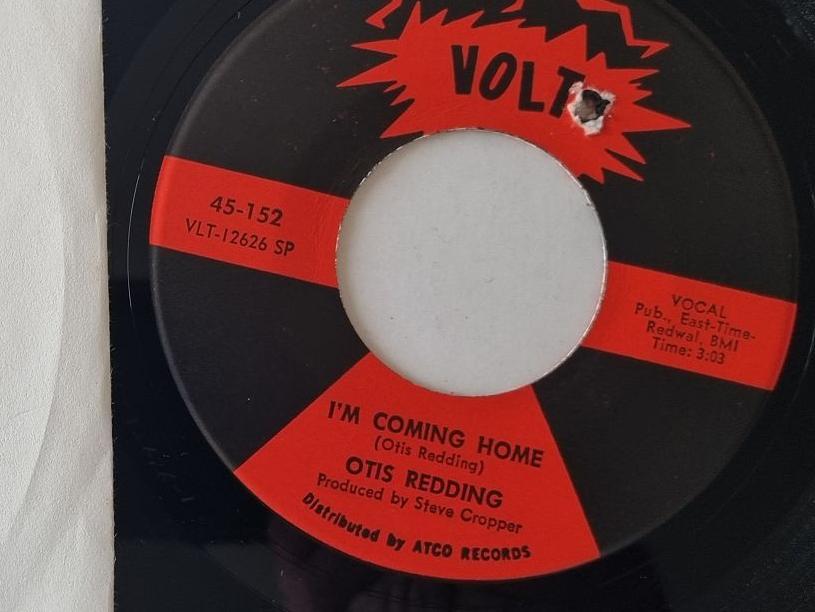 VOLT
45-152
VLT-12626 SP
VOCAL
Pub., East-Time-
Redwal, BMI
Time: 3:03
I'M COMING HOME
(Otis Redding)
OTIS REDDING
Produced by Steve Cropper
Distributed by ATCO RECORDS